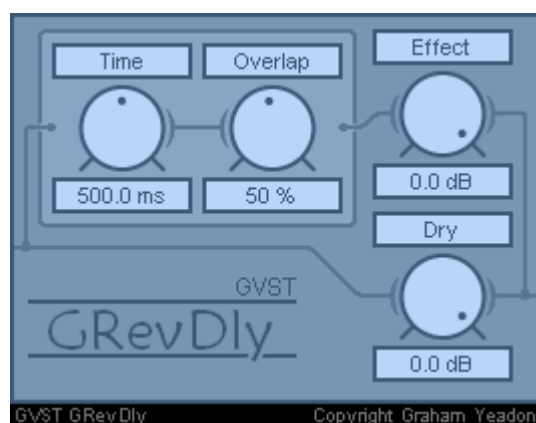 Time
Overlap
Effect
500.0 ms
50 %
0.0 dB
Dry
GVST
GRevDly
0.0 dB
GVST GRevDly
Copyright Graham Yeadon